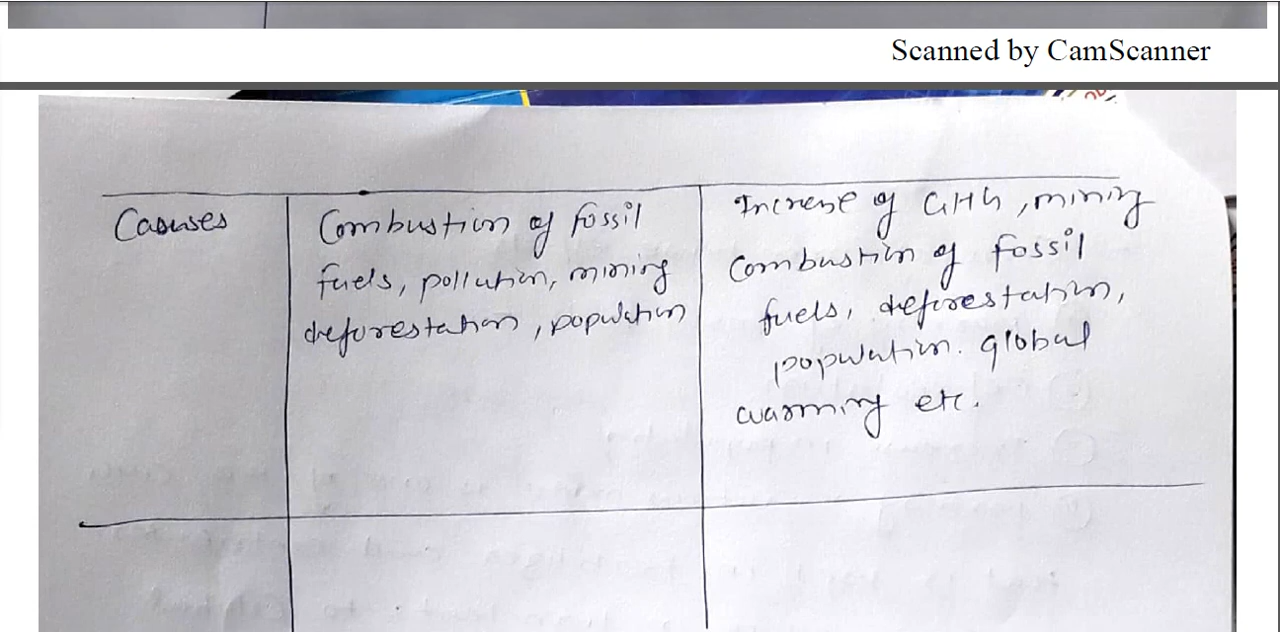 Scanned by CamScanner
Causes
Combustion of fossil
fuels, pollution, mining
deforestation, population
Increase of GHG, mining
combustion of fossil
fuels, deforestation,
population. global
warming etc.